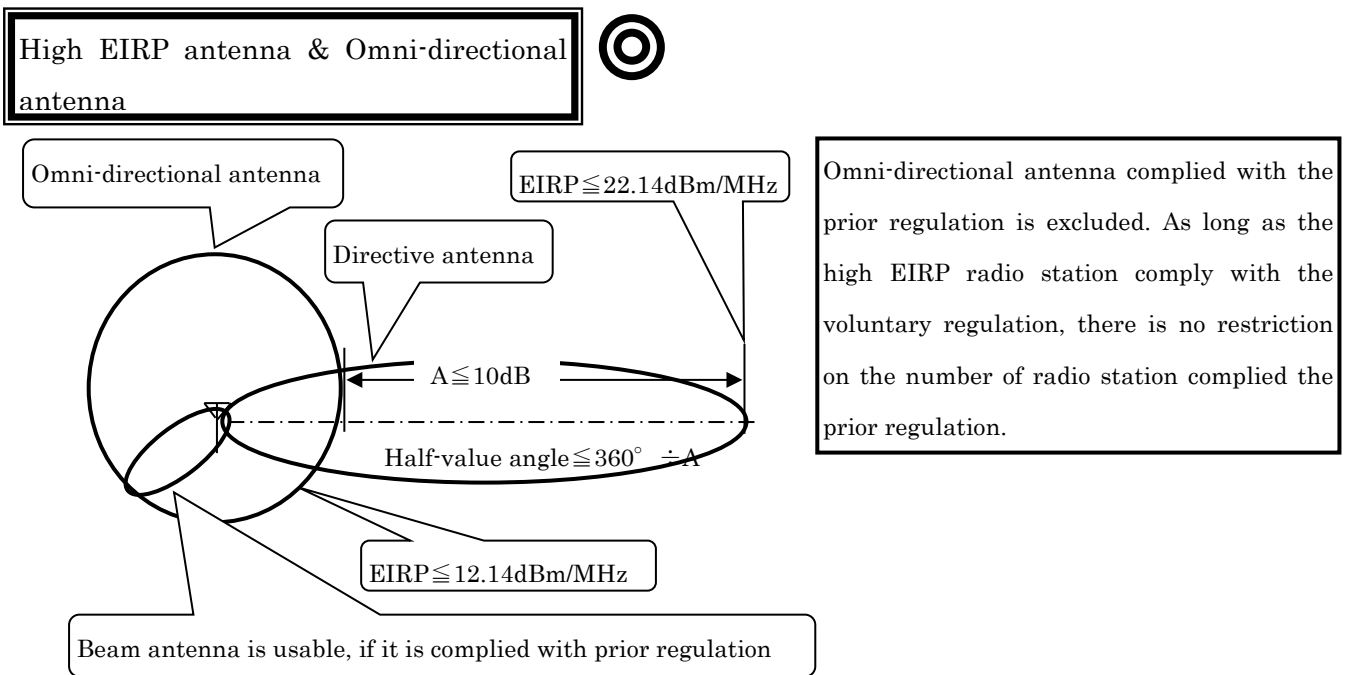 High EIRP antenna & Omni-directional
antenna
Omni-directional antenna
EIRP≦22.14dBm/MHz
Directive antenna
A≦10dB
Half-value angle≦360° ÷A
EIRP≦12.14dBm/MHz
Beam antenna is usable, if it is complied with prior regulation
Omni-directional antenna complied with the
prior regulation is excluded. As long as the
high EIRP radio station comply with the
voluntary regulation, there is no restriction
on the number of radio station complied the
prior regulation.